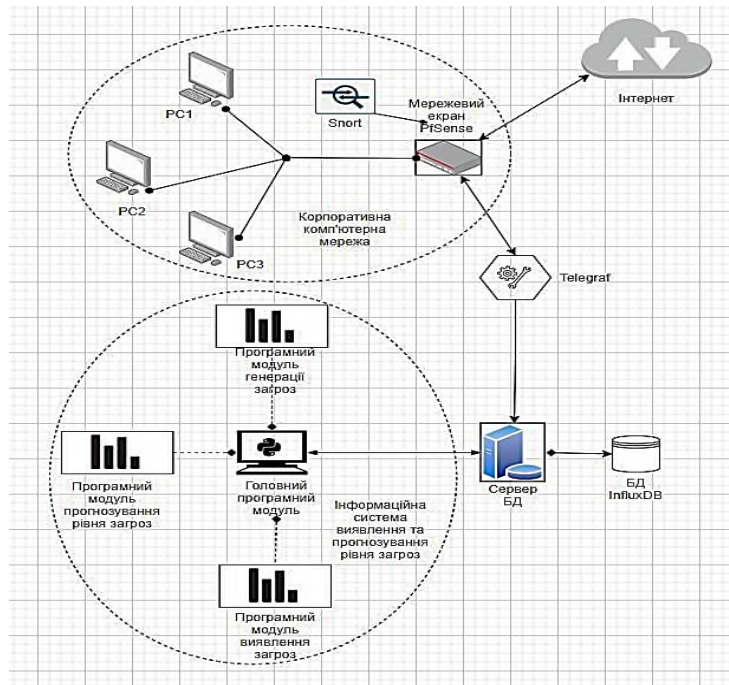 PC1
Snort
Мережевий
екран
PfSense
Інтернет
PC2
Корпоративна
комп'ютерна
мережа
PC3
Telegraf
Програмний
модуль
генерації
загроз
Програмний
модуль
прогнозування
рівня загроз
Головний
програмний
модуль
Інформаційна
система
виявлення та
прогнозування
рівня загроз
Сервер
БД
БД
InfluxDB
Програмний
модуль
виявлення
загроз